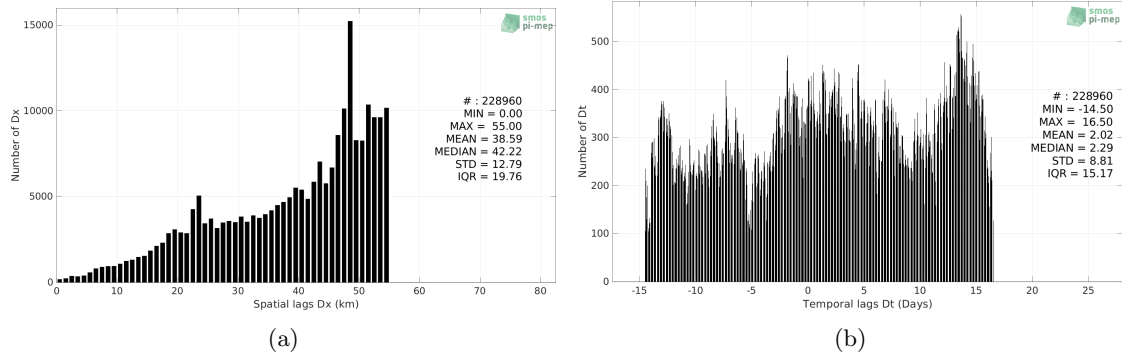 smos
pi-mep
15000
10000
5000
0
Number of Dx
# : 228960
MIN = 0.00
MAX = 55.00
MEAN = 38.59
MEDIAN = 42.22
STD = 12.79
IQR = 19.76
0 10 20 30 40 50 60 70 80
Spatial lags Dx (km)
(a)
smos
pi-mep
500
400
300
200
100
0
Number of Dt
# : 228960
MIN = -14.50
MAX = 16.50
MEAN = 2.02
MEDIAN = 2.29
STD = 8.81
IQR = 15.17
-15 -10 -5 0 5 10 15 20 25
Temporal lags Dt (Days)
(b)